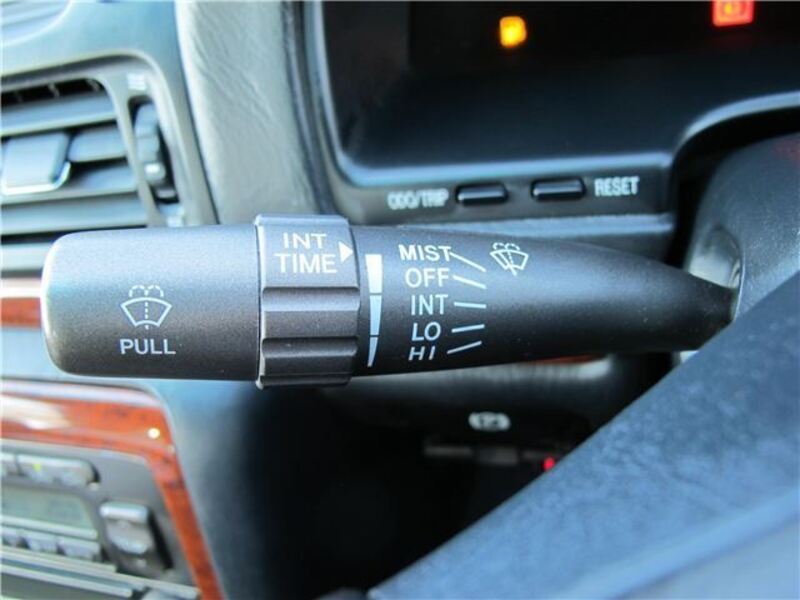 ODO/TRIP
RESET
INT
TIME
MIST
OFF
INT
LO
HI
PULL